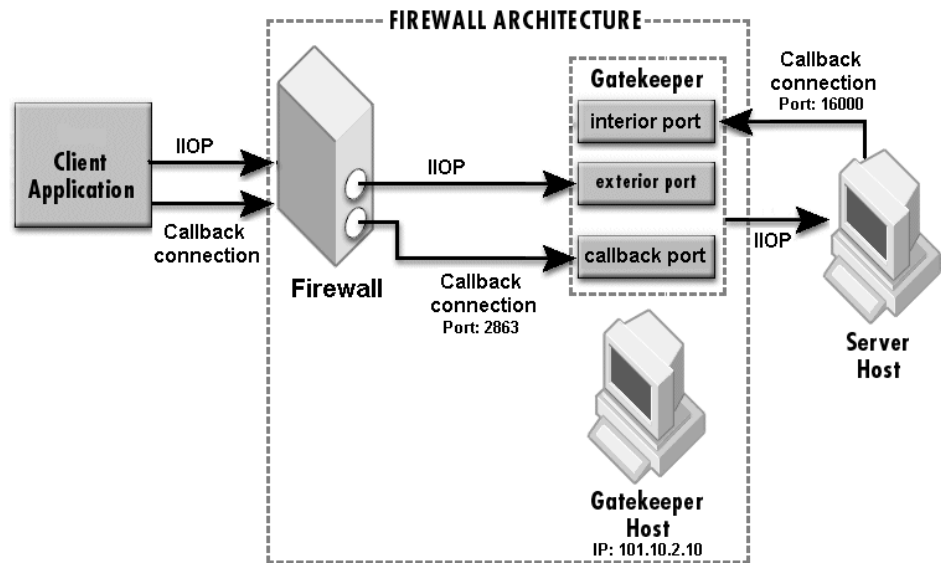 FIREWALL ARCHITECTURE
Client
Application
IIOP
Callback
connection
Firewall
IIOP
Callback
connection
Port: 2863
Gatekeeper
interior port
exterior port
callback port
Callback
connection
Port: 16000
IIOP
Server
Host
Gatekeeper
Host
IP: 101.10.2.10